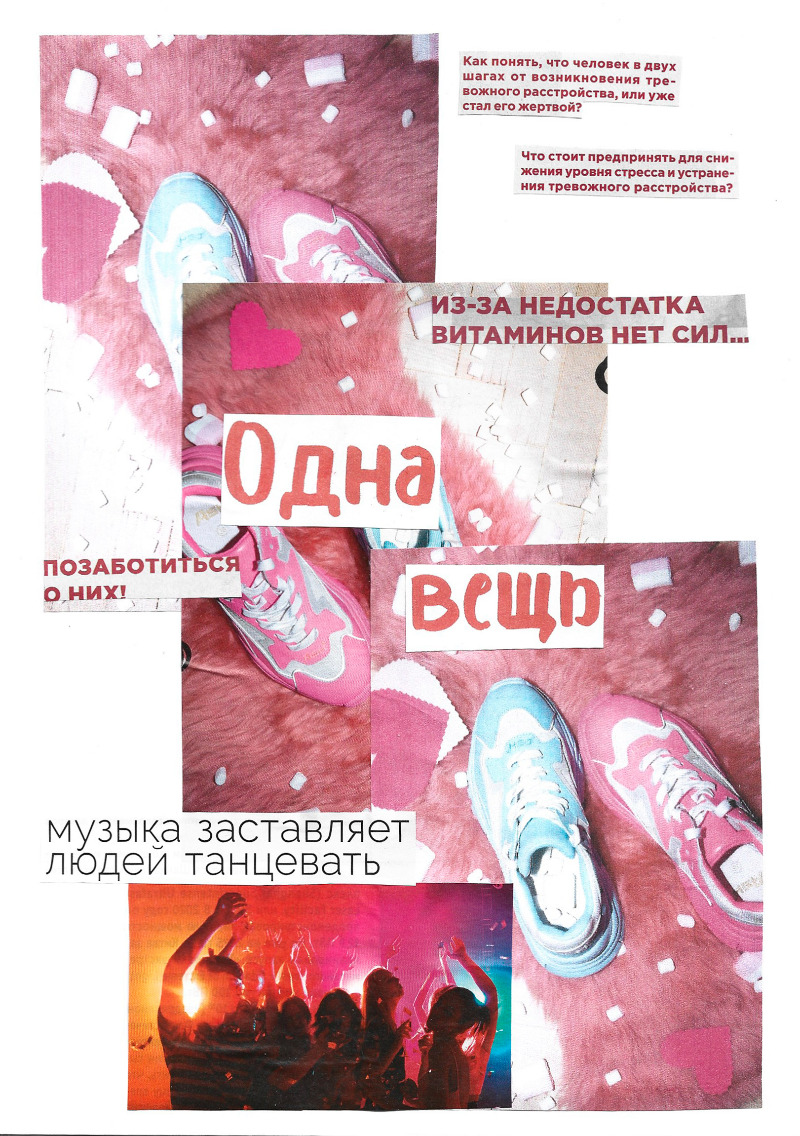 Как понять, что человек в двух
шагах от возникновения тре-
вожного расстройства, или уже
стал его жертвой?
Что стоит предпринять для сни-
жения уровня стресса и устране-
ния тревожного расстройства?
ИЗ-ЗА НЕДОСТАТКА
ВИТАМИНОВ НЕТ СИЛ...
Одна
ПОЗАБОТИТЬСЯ
О НИХ!
вещь
музыка заставляет
людей танцевать